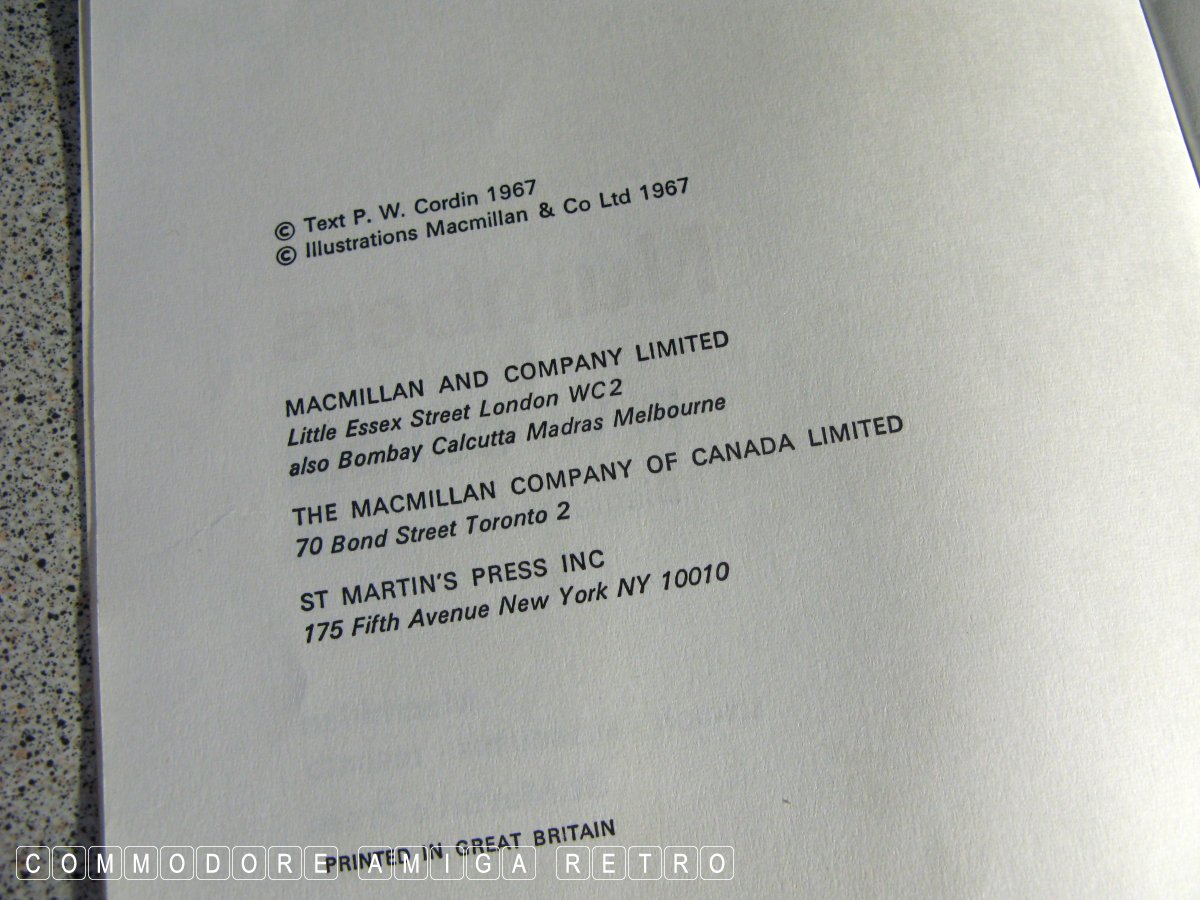 © Text P. W. Cordin 1967
© Illustrations Macmillan & Co Ltd 1967
MACMILLAN AND COMPANY LIMITED
Little Essex Street London WC2
also Bombay Calcutta Madras Melbourne
THE MACMILLAN COMPANY OF CANADA LIMITED
70 Bond Street Toronto 2
ST MARTIN'S PRESS INC
175 Fifth Avenue New York NY 10010
PRINTED IN GREAT BRITAIN
COMMODORE AMIGA RETRO